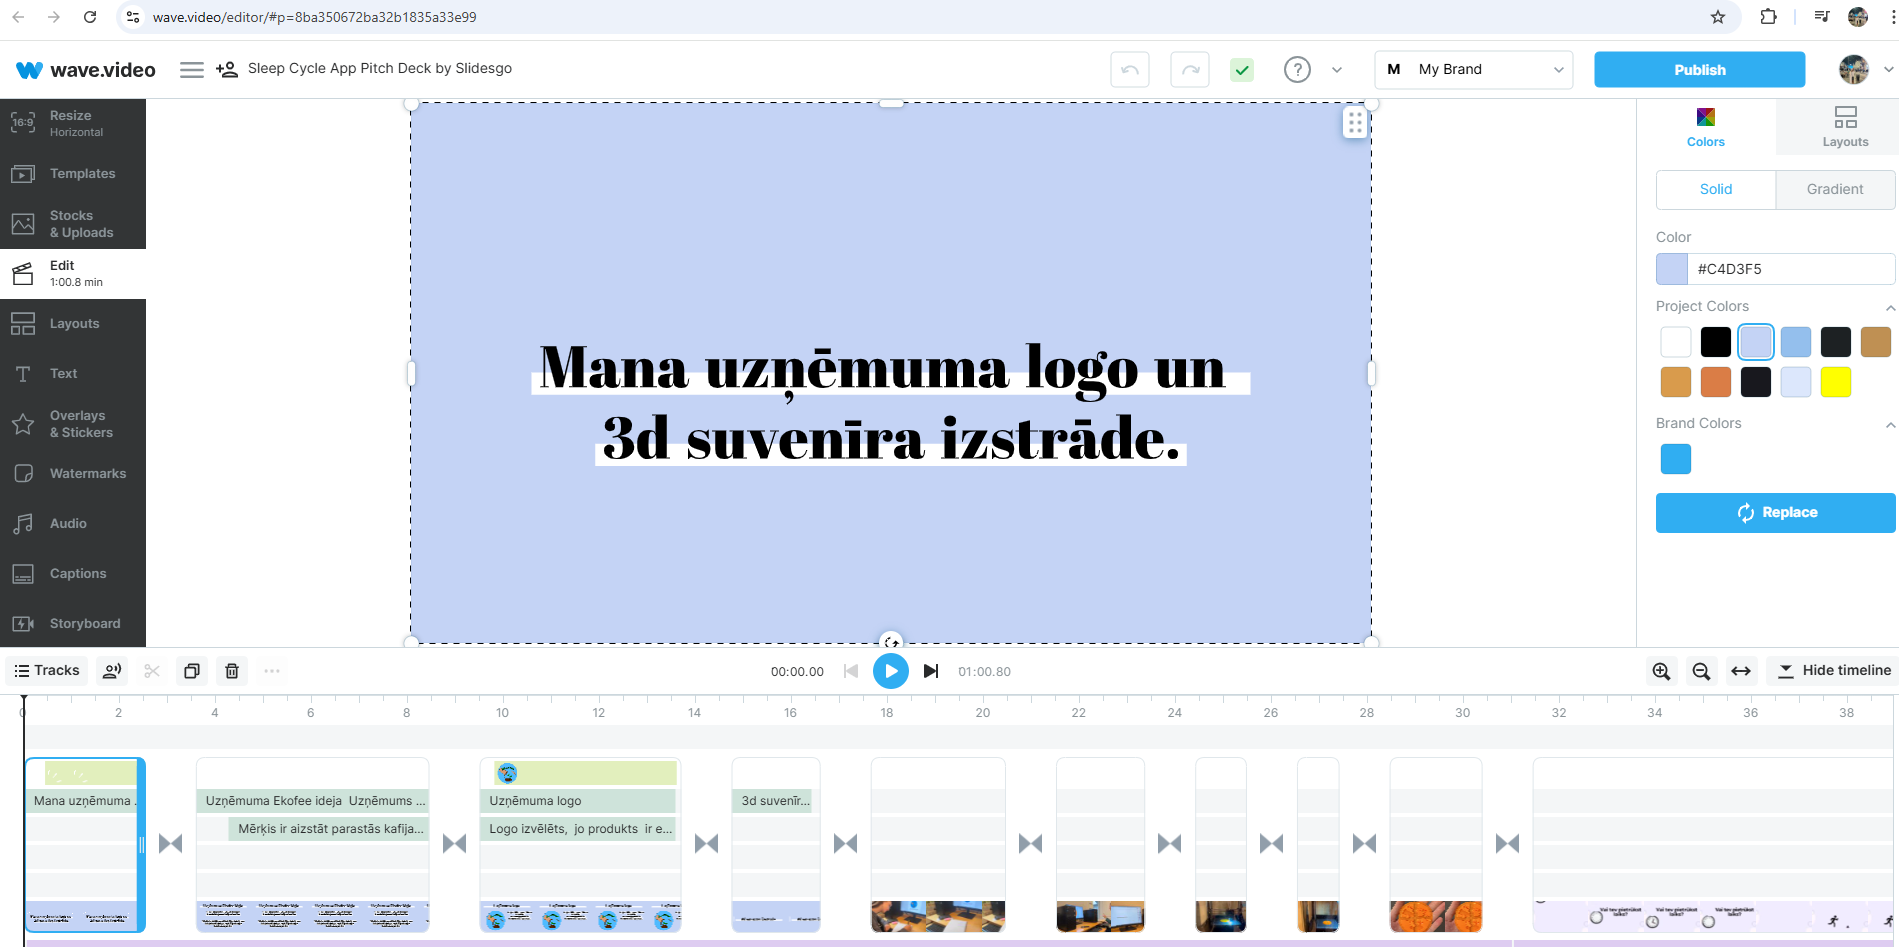 wave.video/editor/#p=8ba350672ba32b1835a33e99
wave.video
Sleep Cycle App Pitch Deck by Slidesgo
?
M My Brand
Publish
16:9
Resize
Horizontal
Templates
Stocks
& Uploads
Edit
1:00.8 min
Layouts
Text
Overlays
& Stickers
Watermarks
Audio
Captions
Storyboard
Mana uzņēmuma logo un
3d suvenīra izstrāde.
Colors
Layouts
Solid
Gradient
Color
#C4D3F5
Project Colors
Brand Colors
Replace
Tracks
00:00.00
01:00.80
Hide timeline
0 2 4 6 8 10 12 14 16 18 20 22 24 26 28 30 32 34 36 38
Mana uzņēmuma .
Uzņēmuma Ekofee ideja Uzņēmums ...
Mērķis ir aizstāt parastās kafija...
Uzņēmuma logo
Logo izvēlēts, jo produkts ir e...
3d suvenīr...